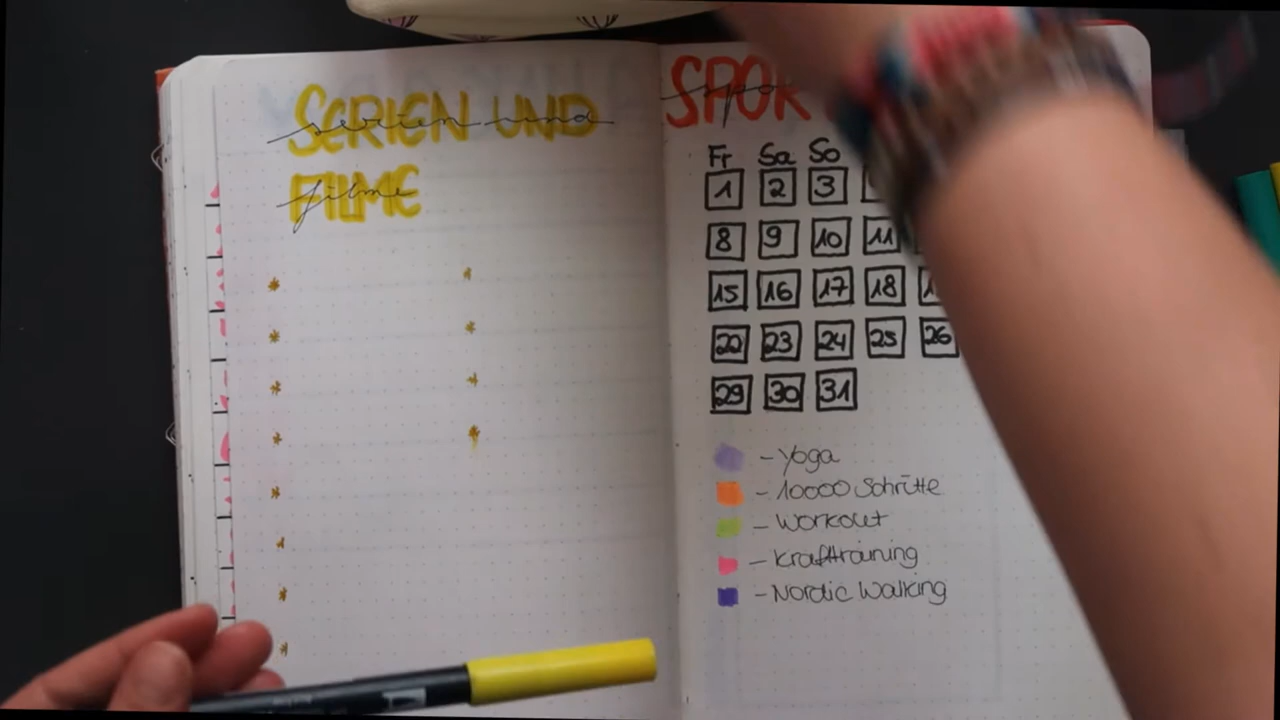 SERIEN UND
serien und
FILME
filme
SPOR
spo
Fr Sa So
1 2 3
8 9 10 11
15 16 17 18
22 23 24 25 26
29 30 31
- Yoga
- 10000 Schritte
- Workout
- Krafttraining
- Nordic Walking